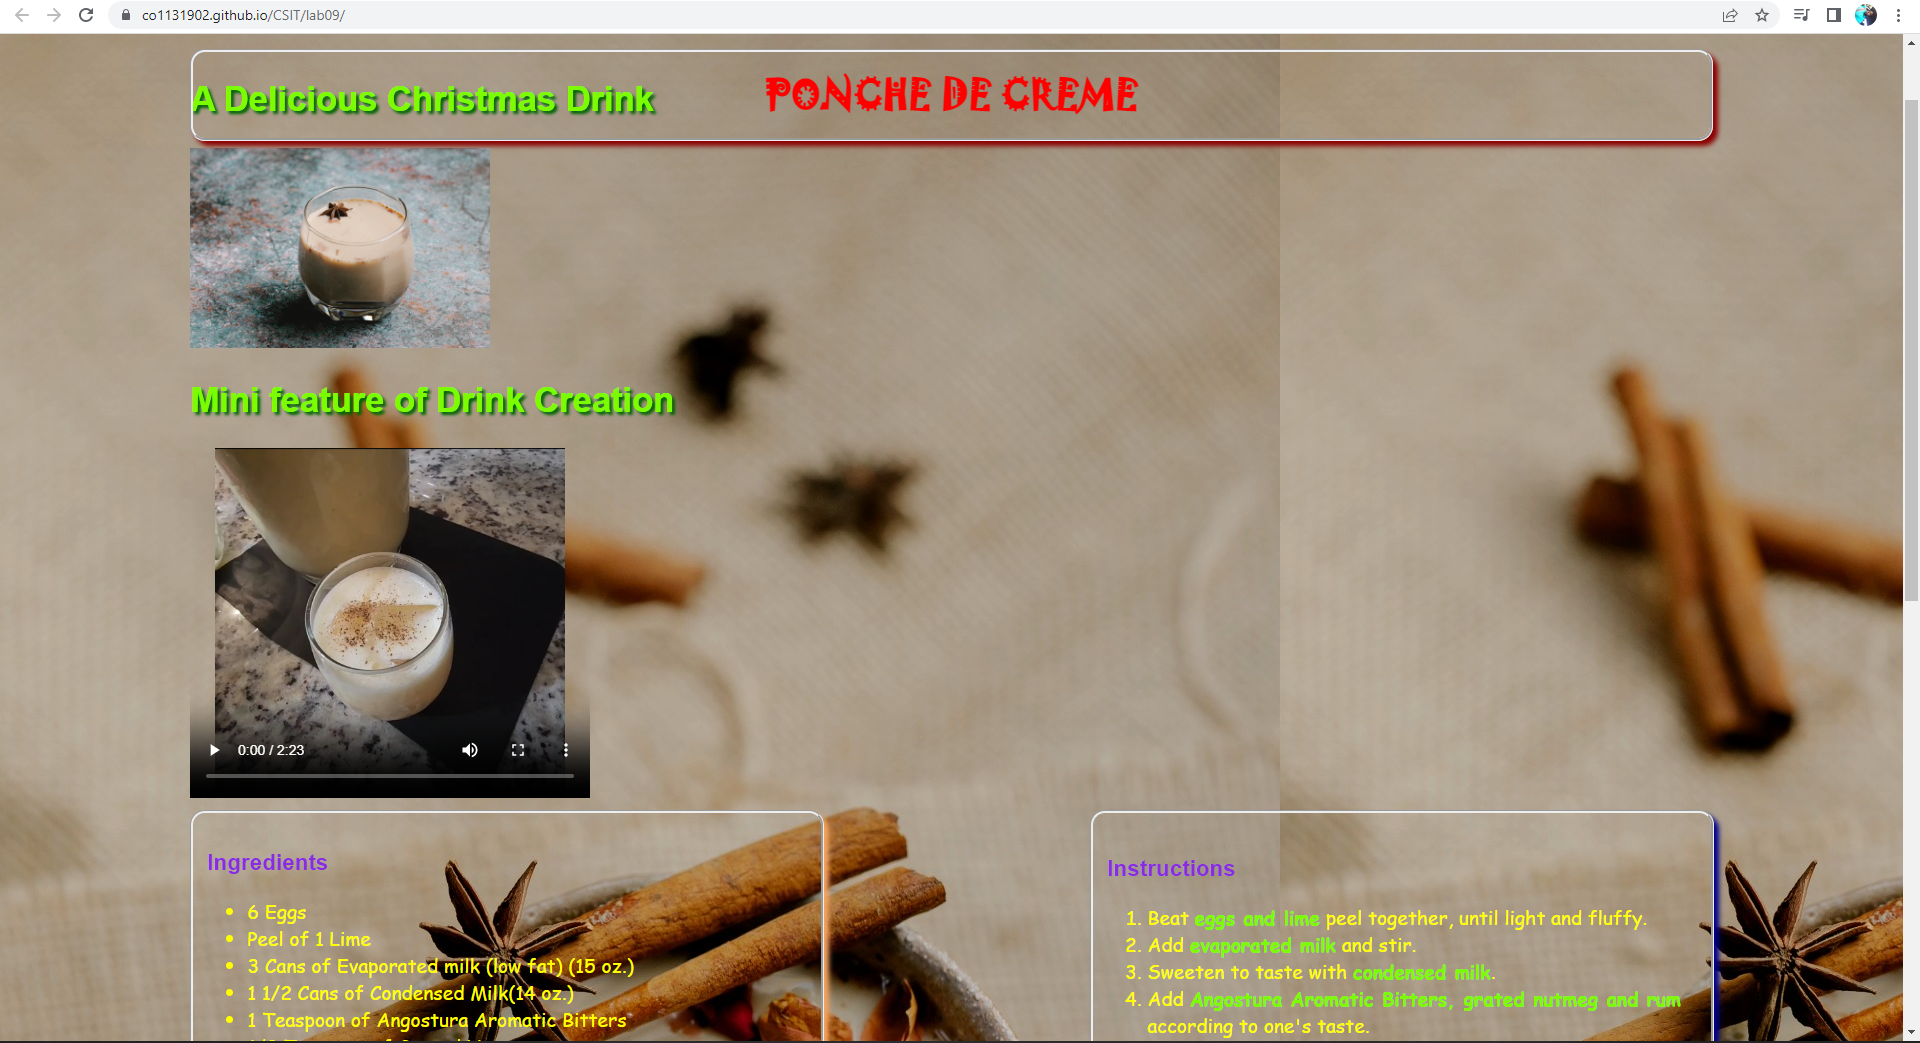 co1131902.github.io/CSIT/lab09/
A Delicious Christmas Drink
PONCHE DE CREME
Mini feature of Drink Creation
0:00 / 2:23
Ingredients
• 6 Eggs
• Peel of 1 Lime
• 3 Cans of Evaporated milk (low fat) (15 oz.)
• 1 1/2 Cans of Condensed Milk(14 oz.)
• 1 Teaspoon of Angostura Aromatic Bitters
Instructions
1. Beat eggs and lime peel together, until light and fluffy.
2. Add evaporated milk and stir.
3. Sweeten to taste with condensed milk.
4. Add Angostura Aromatic Bitters, grated nutmeg and rum
according to one's taste.